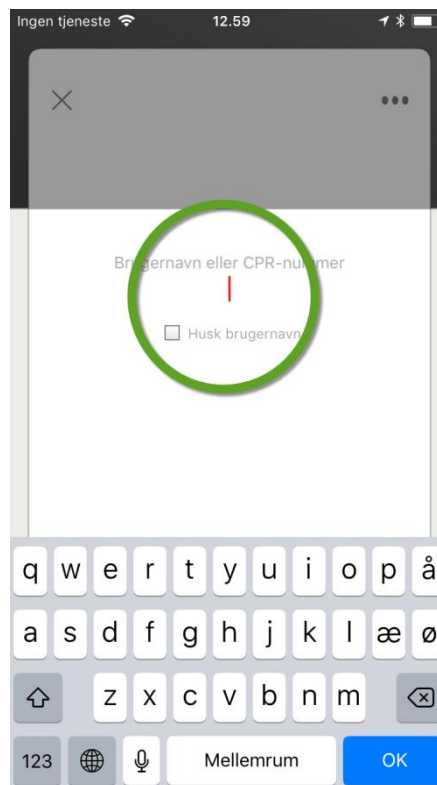 Ingen tjeneste 12.59
Brugernavn eller CPR-nummer
Husk brugernavn
q w e r t y u i o p å
a s d f g h j k l æ ø
z x c v b n m
123 Mellemrum OK